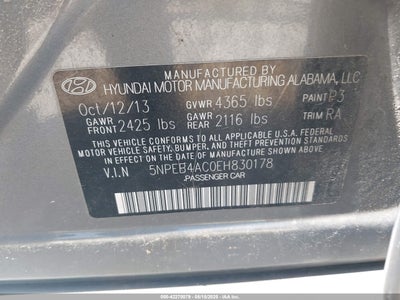 MANUFACTURED BY
HYUNDAI MOTOR MANUFACTURING ALABAMA, LLC
Oct/12/13 GVWR 4365 lbs PAINT P3
GAWR FRONT 2425 lbs GAWR REAR 2116 lbs TRIM RA
THIS VEHICLE CONFORMS TO ALL APPLICABLE U.S.A. FEDERAL
MOTOR VEHICLE SAFETY, BUMPER, AND THEFT PREVENTION STANDARDS
IN EFFECT ON THE DATE OF MANUFACTURE SHOWN ABOVE.
V.I.N 5NPEB4AC0EH830178
PASSENGER CAR